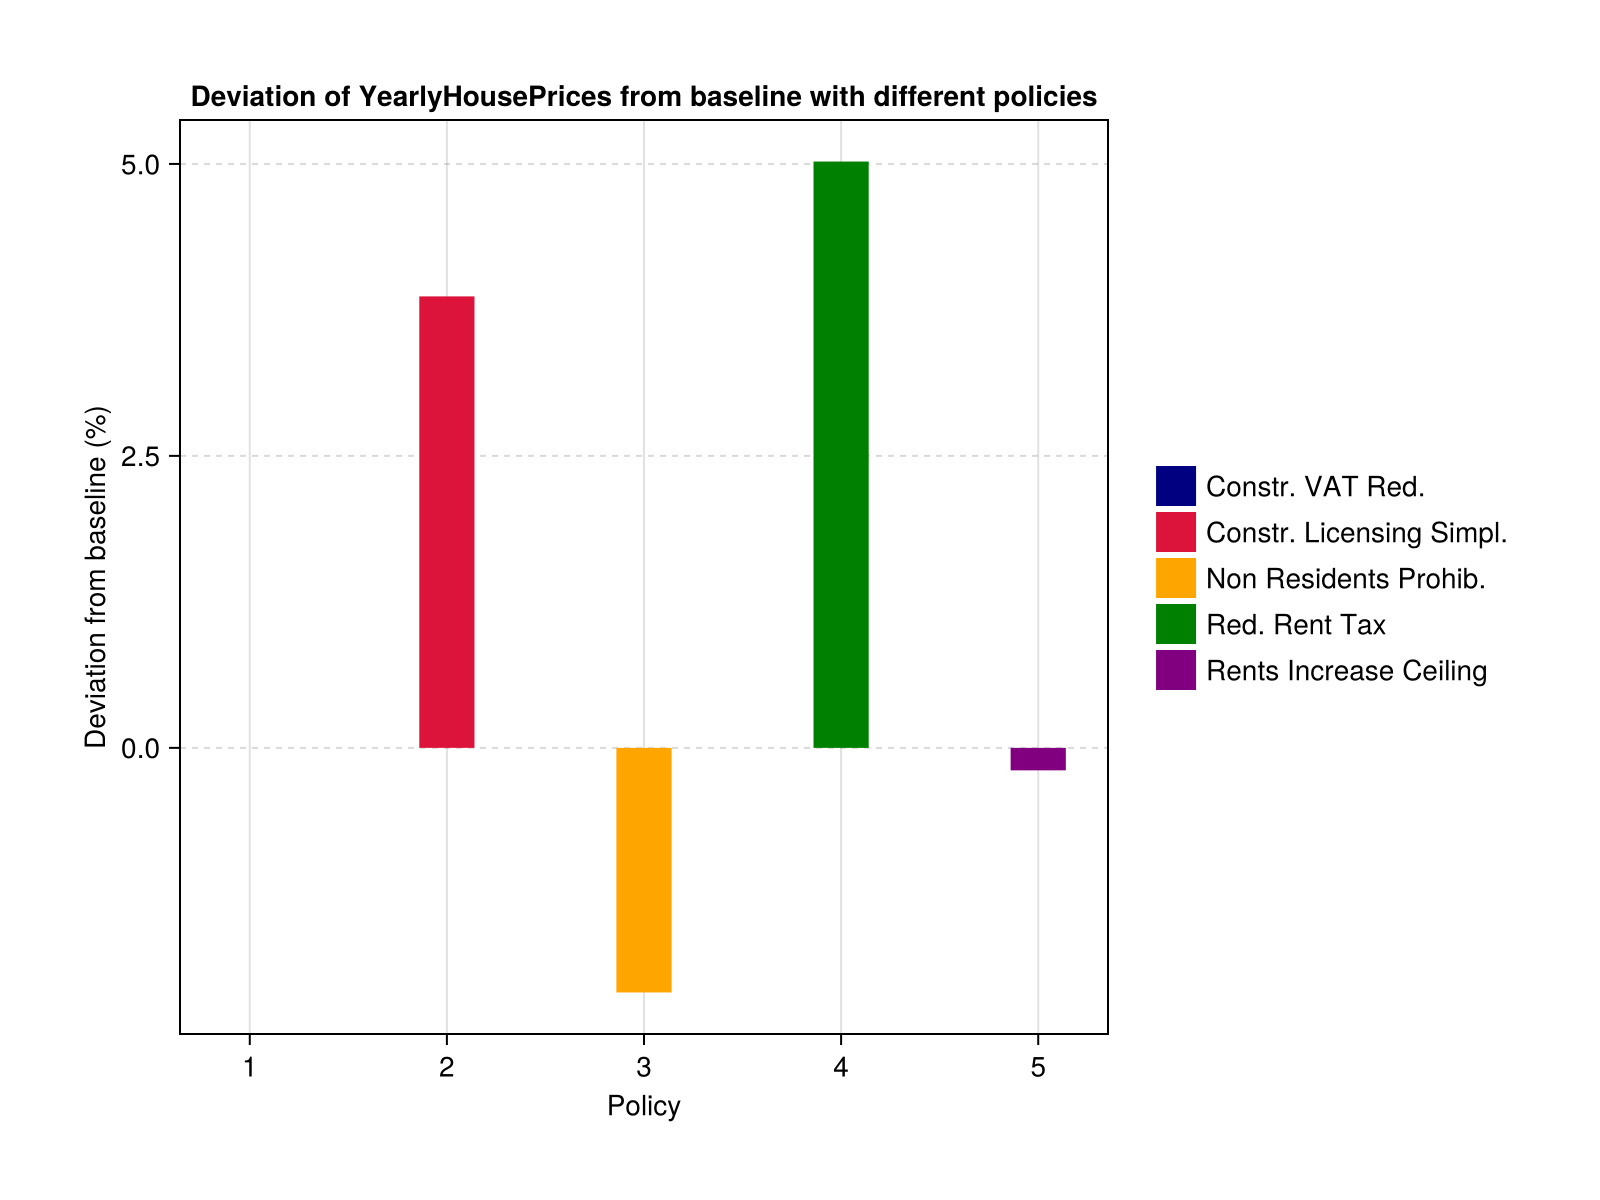 Deviation of YearlyHousePrices from baseline with different policies
5.0
2.5
0.0
Deviation from baseline (%)
1 2 3 4 5
Policy
Constr. VAT Red.
Constr. Licensing Simpl.
Non Residents Prohib.
Red. Rent Tax
Rents Increase Ceiling